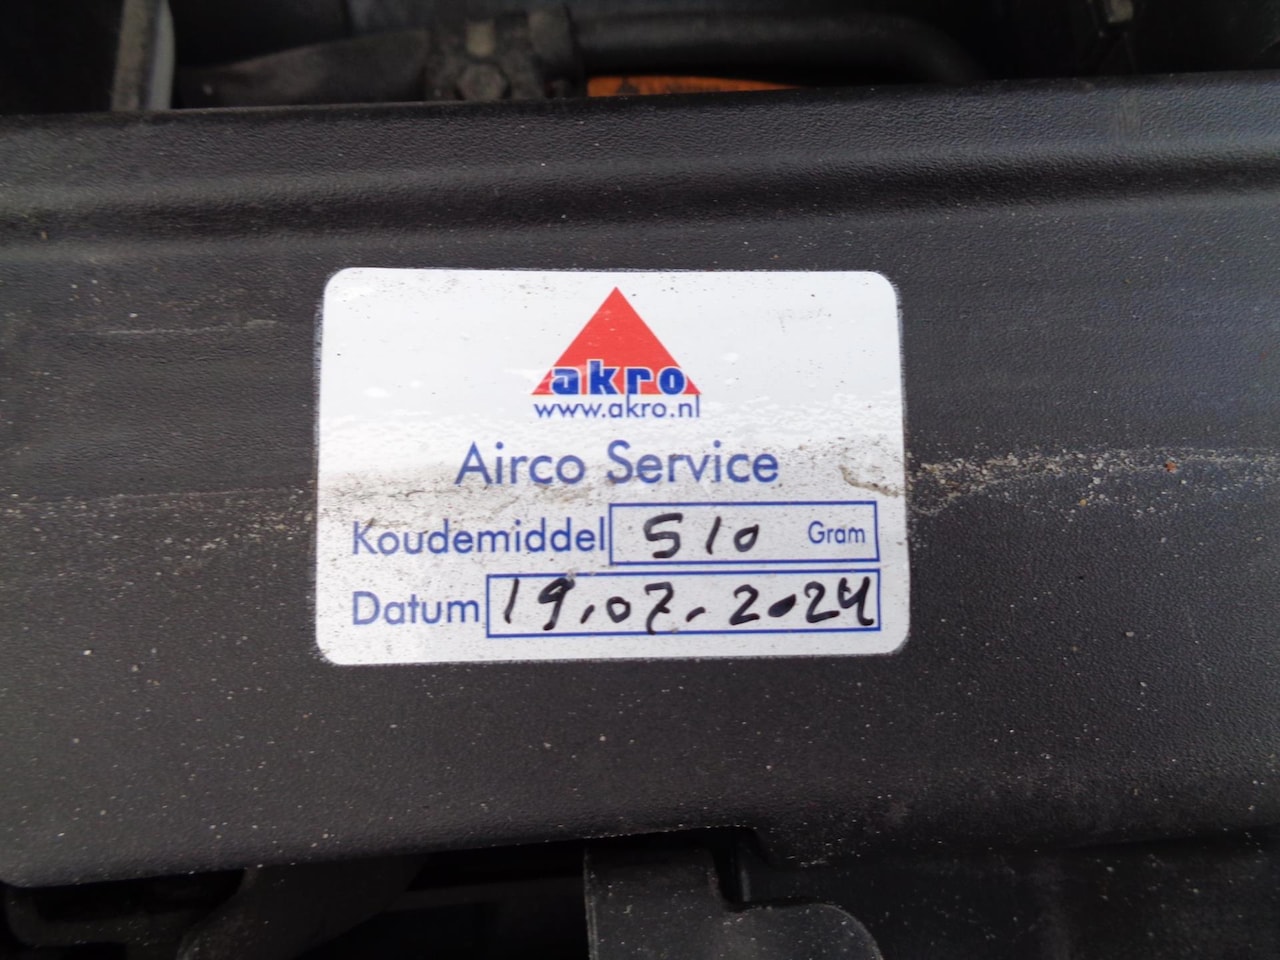 akro
www.akro.nl
Airco Service
Koudemiddel 510 Gram
Datum 19.07.2024